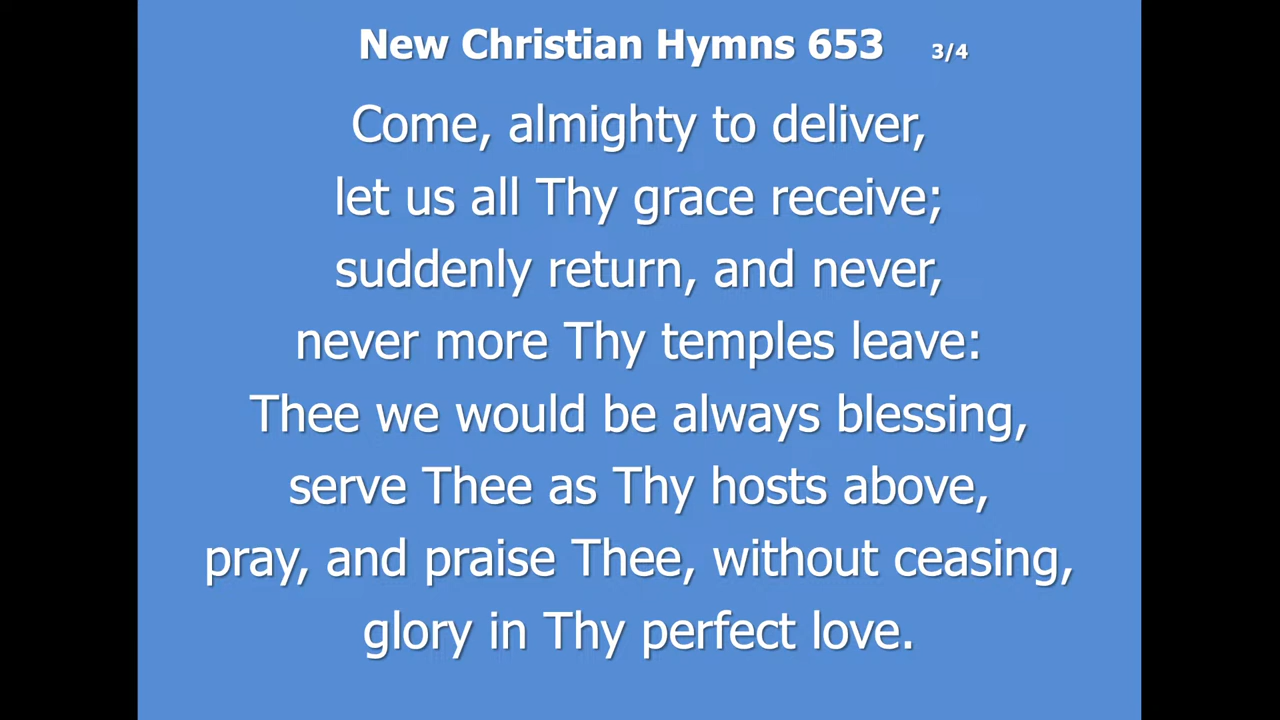 New Christian Hymns 653 3/4
Come, almighty to deliver,
let us all Thy grace receive;
suddenly return, and never,
never more Thy temples leave:
Thee we would be always blessing,
serve Thee as Thy hosts above,
pray, and praise Thee, without ceasing,
glory in Thy perfect love.